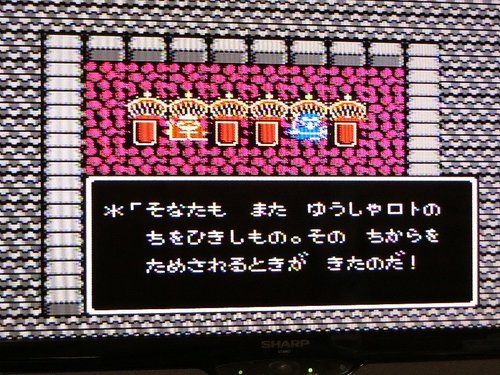 ＊「そなたも また ゆうしゃロトの
ちをひきしもの。その ちからを
ためされるときが きたのだ！
SHARP